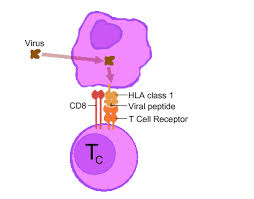 Virus
HLA class 1
CD8
Viral peptide
T Cell Receptor
Tc